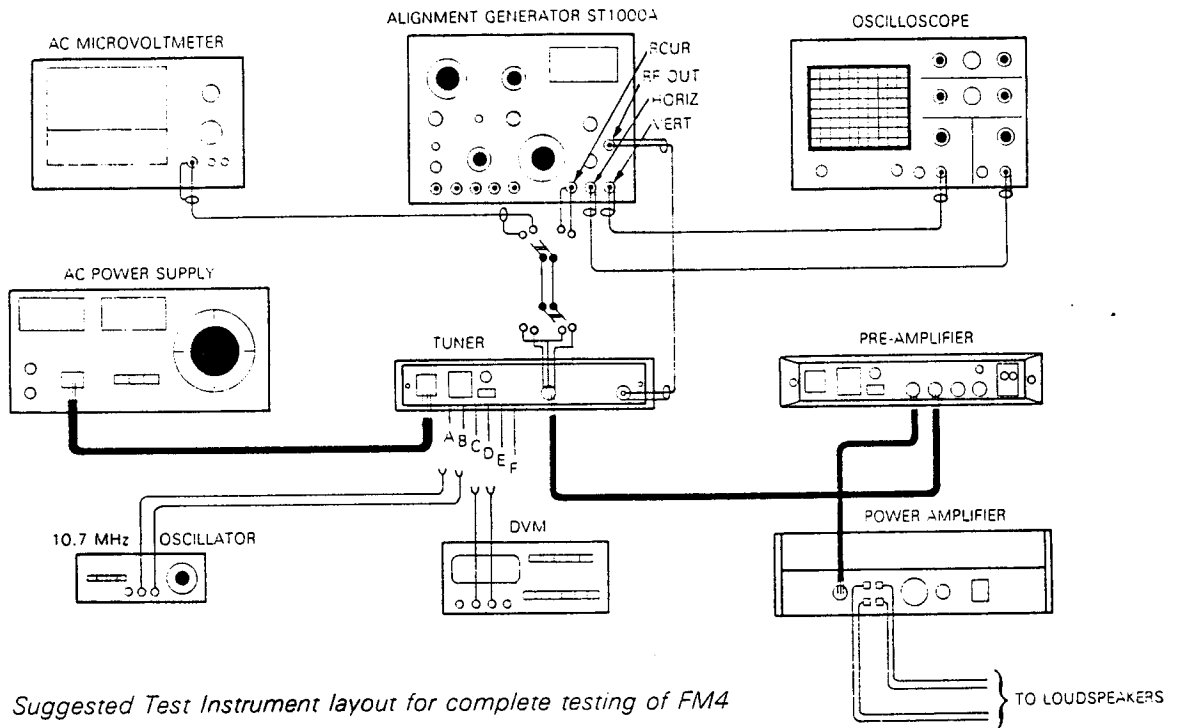 ALIGNMENT GENERATOR ST1000A
OSCILLOSCOPE
AC MICROVOLTMETER
RF OUT
HORIZ
VERT
AC POWER SUPPLY
TUNER
PRE-AMPLIFIER
A
B
C
D
E
F
10.7 MHz OSCILLATOR
DVM
POWER AMPLIFIER
TO LOUDSPEAKERS
Suggested Test Instrument layout for complete testing of FM4